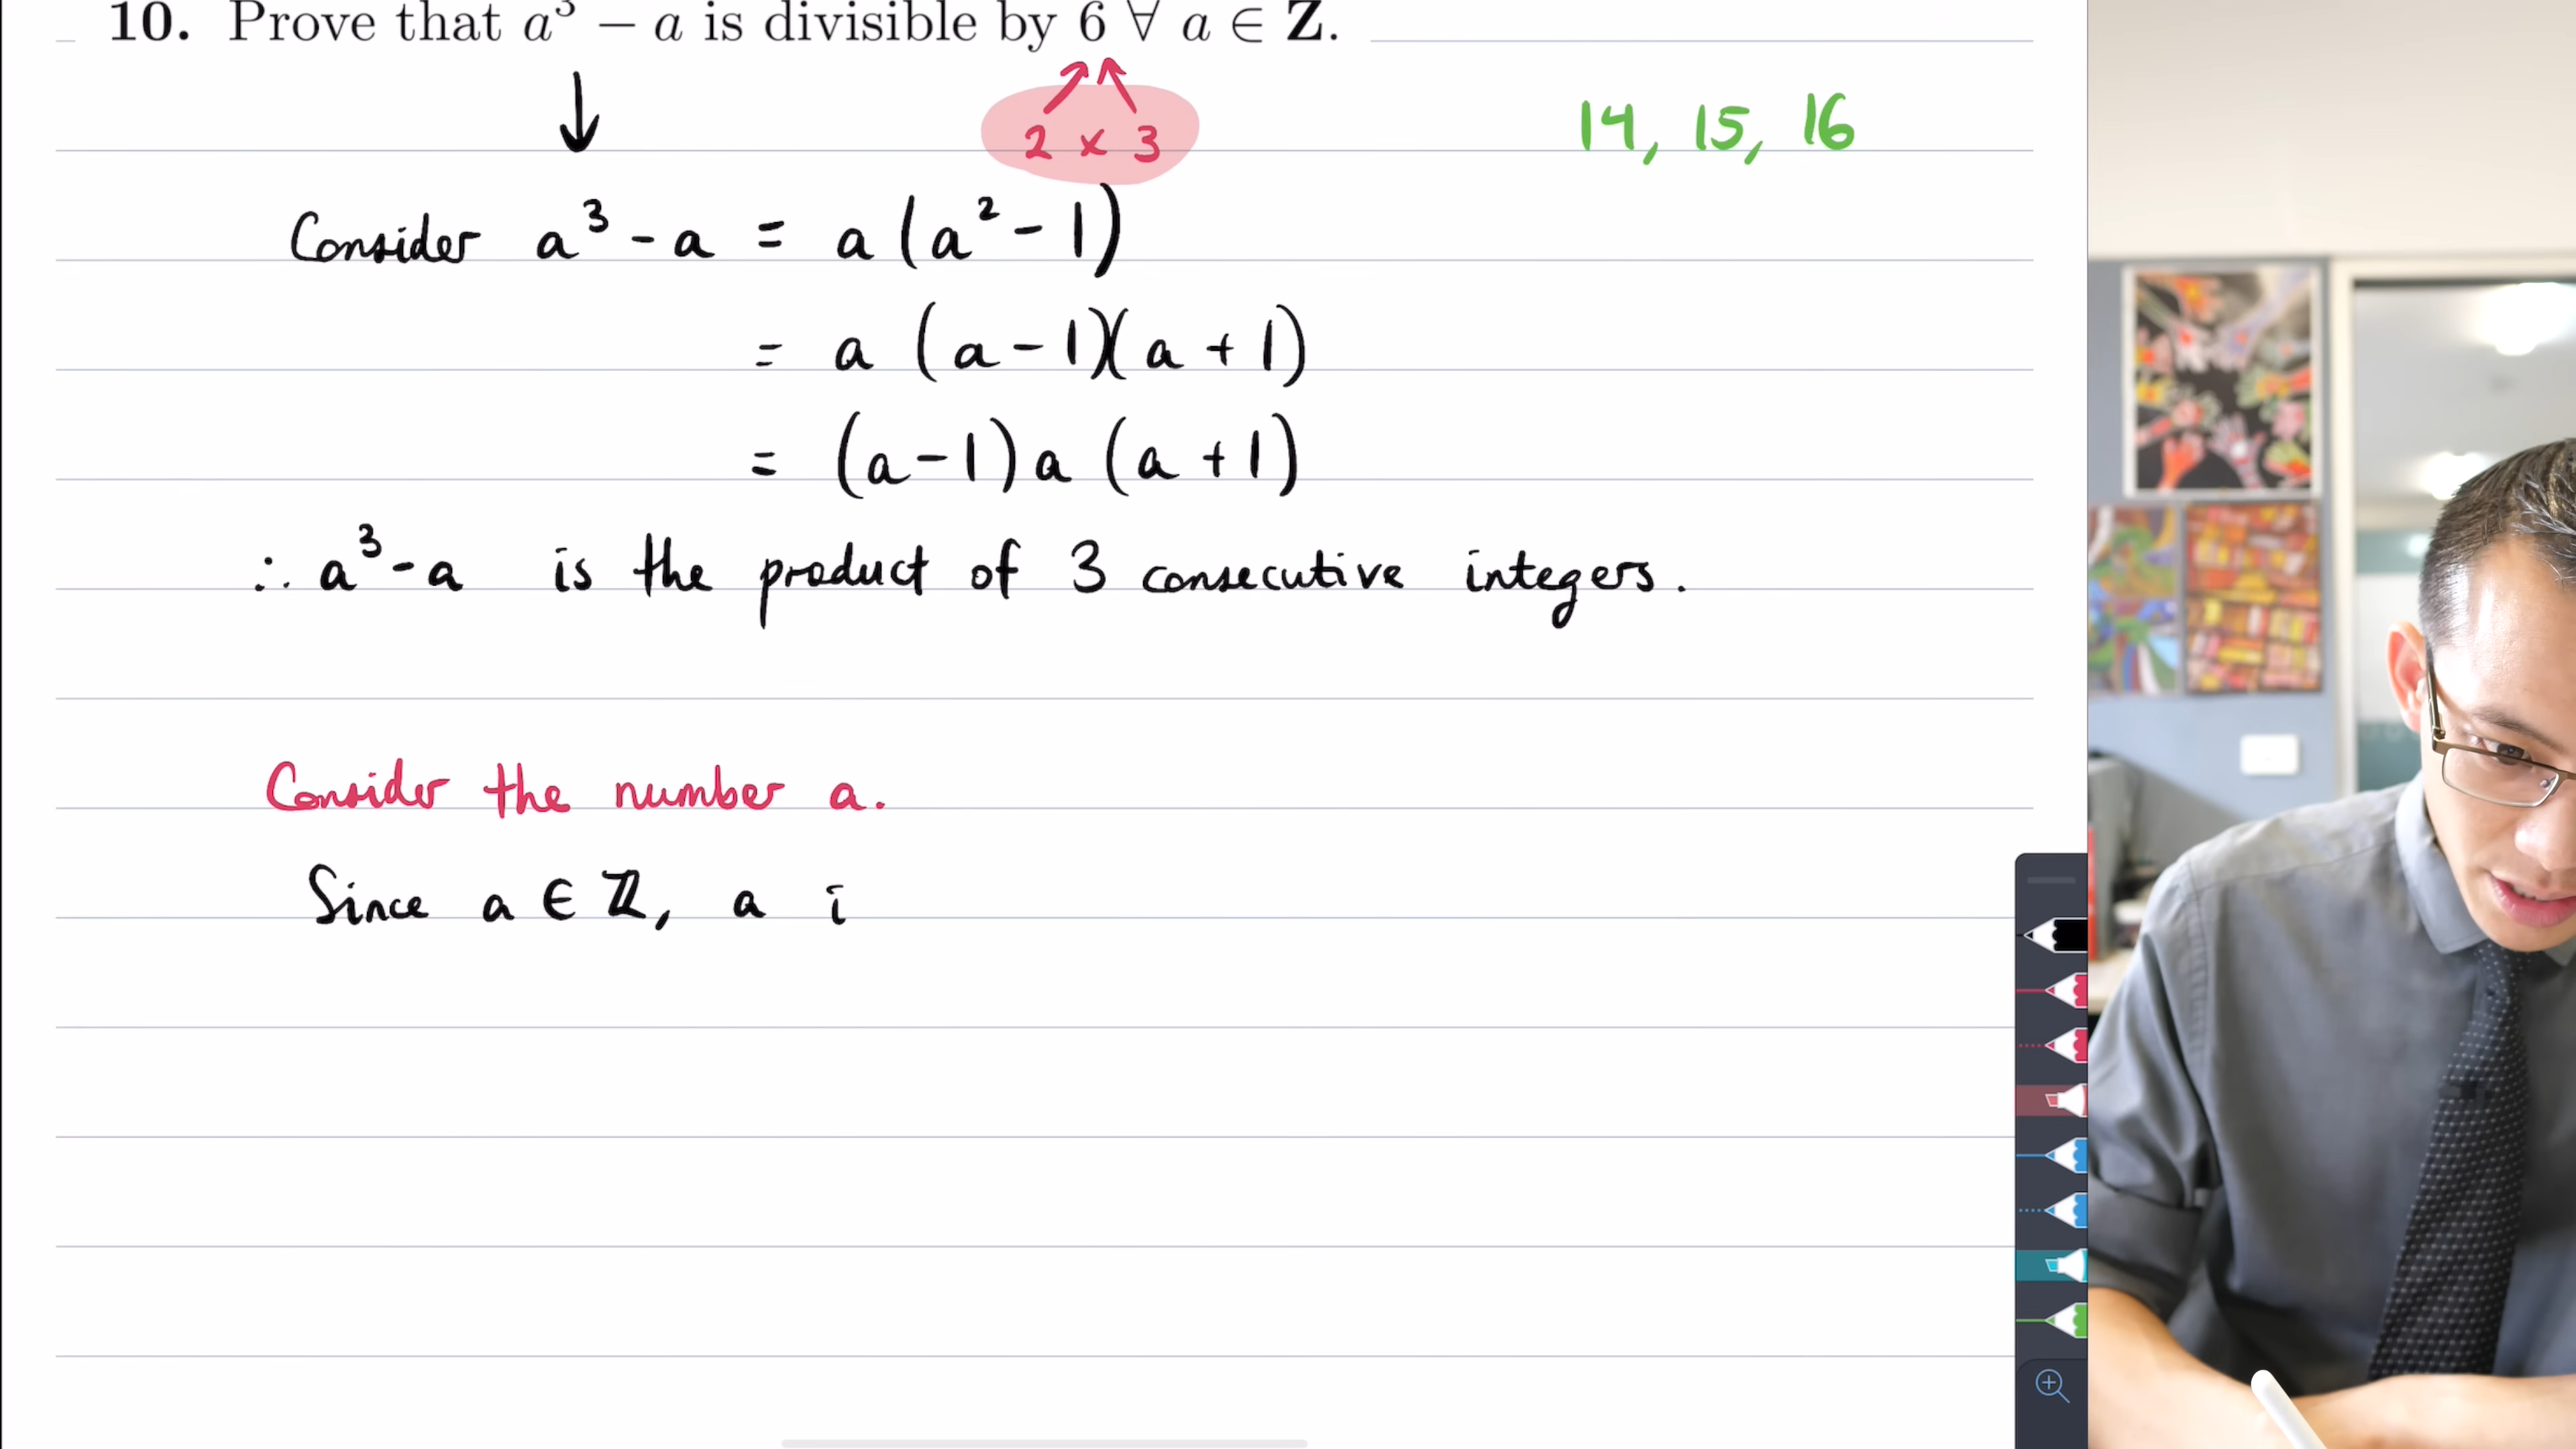 10. Prove that a³ − a is divisible by 6 ∀ a ∈ Z.
2 × 3
14, 15, 16
Consider a³ - a = a (a² - 1)
= a (a - 1)(a + 1)
= (a - 1) a (a + 1)
∴ a³ - a is the product of 3 consecutive integers.
Consider the number a.
Since a ∈ ℤ, a i